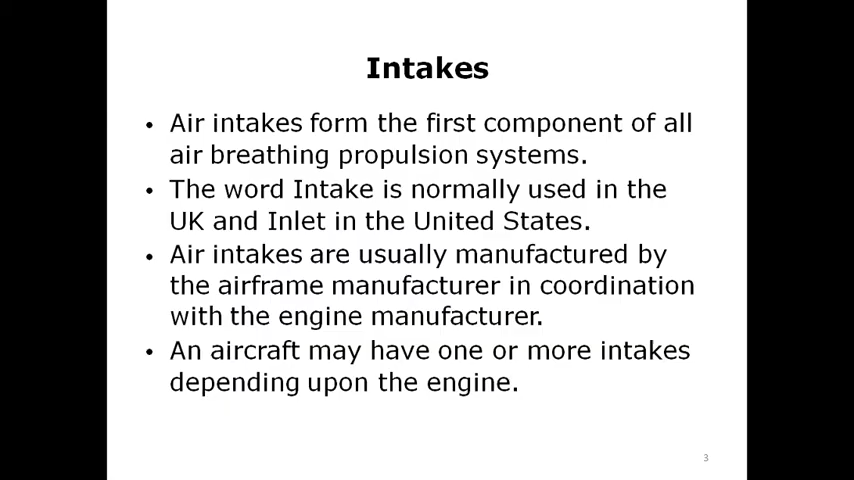 Intakes
• Air intakes form the first component of all
air breathing propulsion systems.
• The word Intake is normally used in the
UK and Inlet in the United States.
• Air intakes are usually manufactured by
the airframe manufacturer in coordination
with the engine manufacturer.
• An aircraft may have one or more intakes
depending upon the engine.
3